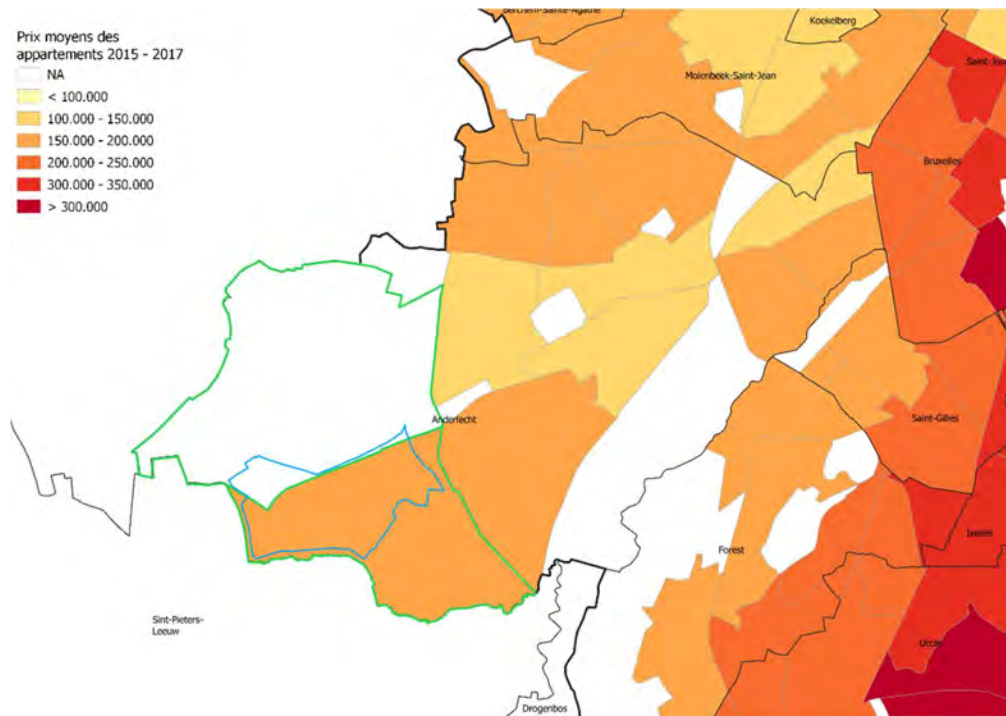 Berchem-Sainte-Agathe
Koekelberg
Prix moyens des
appartements 2015 - 2017
NA
< 100.000
100.000 - 150.000
150.000 - 200.000
200.000 - 250.000
300.000 - 350.000
> 300.000
Molenbeek-Saint-Jean
Bruxelles
Anderlecht
Saint-Gilles
Ixelles
Forest
Sint-Pieters-
Leeuw
Uccle
Drogenbos